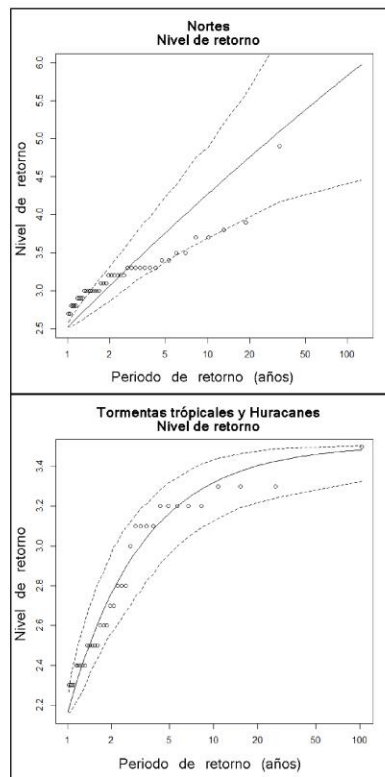 Nortes
Nivel de retorno
6.0
5.5
5.0
4.5
4.0
3.5
3.0
2.5
Nivel de retorno
1 2 5 10 20 50 100
Periodo de retorno (años)
Tormentas trópicales y Huracanes
Nivel de retorno
3.4
3.2
3.0
2.8
2.6
2.4
2.2
Nivel de retorno
1 2 5 10 20 50 100
Periodo de retorno (años)